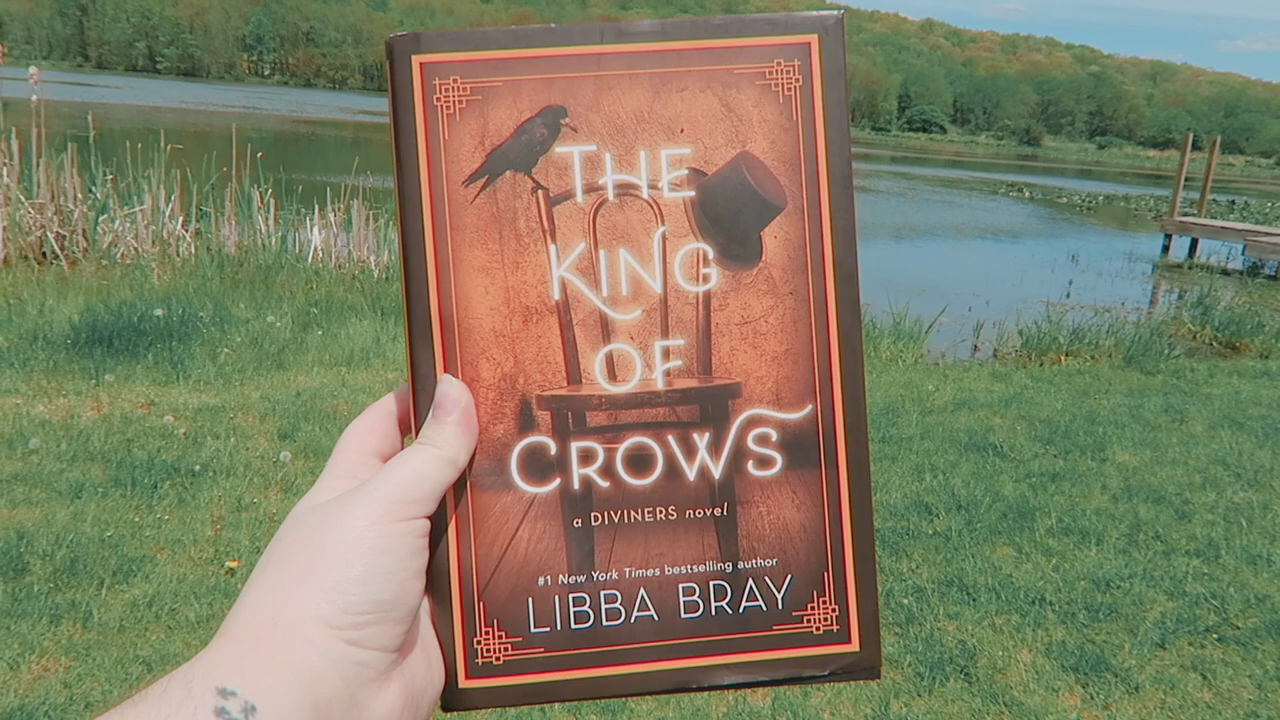 THE
KING
OF
CROWS
a DIVINERS novel
#1 New York Times bestselling author
LIBBA BRAY